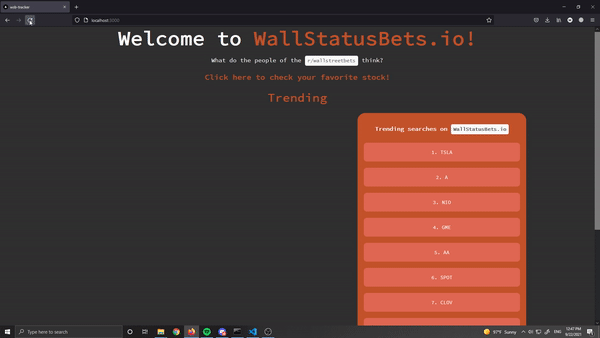 wsb-tracker
localhost:3000
Welcome to WallStatusBets.io!
What do the people of the r/wallstreetbets think?
Click here to check your favorite stock!
Trending
Trending searches on WallStatusBets.io
1. TSLA
2. A
3. NIO
4. GME
5. AA
6. SPOT
7. CLOV
Type here to search
97°F Sunny
ENG
12:47 PM
9/22/2021